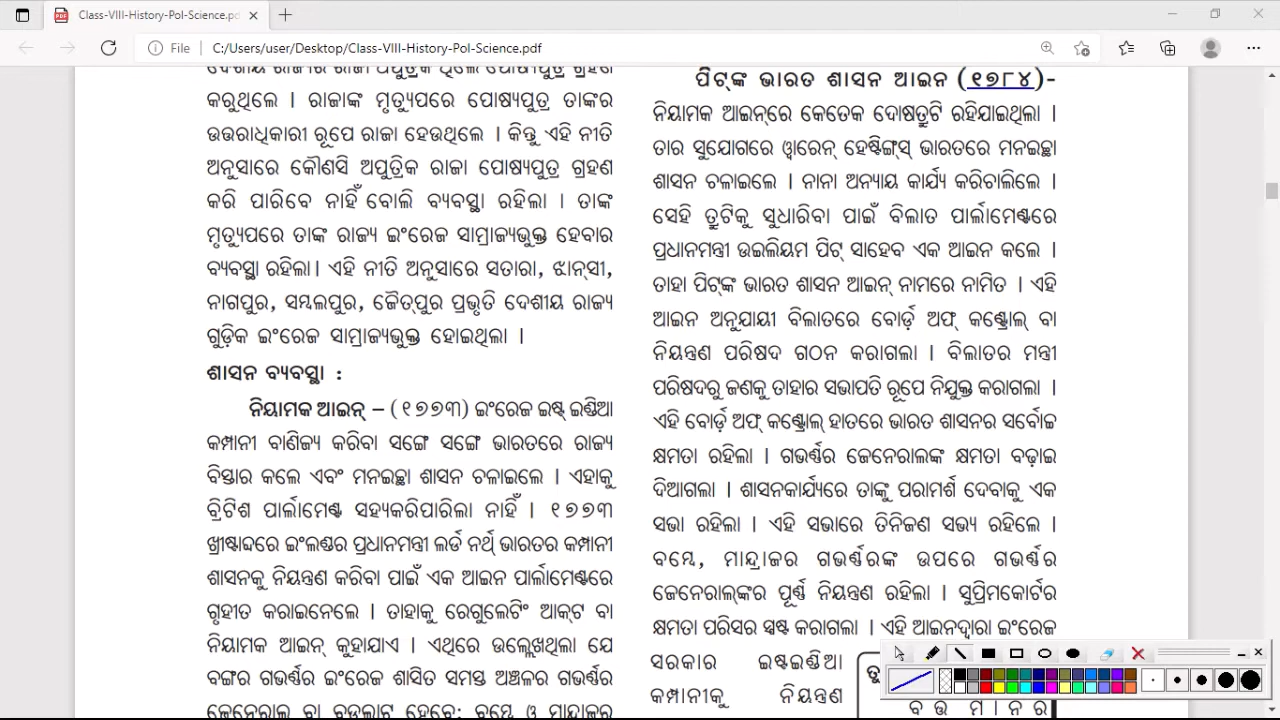 Class-VIII-History-Pol-Science.pd
File
C:/Users/user/Desktop/Class-VIII-History-Pol-Science.pdf
ଦେଶୀୟ ରାଜ୍ୟର ରାଜା ଅପୁତ୍ରିକ ଥିଲେ ପୋଷ୍ୟପୁତ୍ର ଗ୍ରହଣ
କରୁଥିଲେ । ରାଜାଙ୍କ ମୃତ୍ୟୁପରେ ପୋଷ୍ୟପୁତ୍ର ତାଙ୍କର
ଉତ୍ତରାଧିକାରୀ ରୂପେ ରାଜା ହେଉଥିଲେ । କିନ୍ତୁ ଏହି ନୀତି
ଅନୁସାରେ କୌଣସି ଅପୁତ୍ରିକ ରାଜା ପୋଷ୍ୟପୁତ୍ର ଗ୍ରହଣ
କରି ପାରିବେ ନାହିଁ ବୋଲି ବ୍ୟବସ୍ଥା ରହିଲା । ତାଙ୍କ
ମୃତ୍ୟୁପରେ ତାଙ୍କ ରାଜ୍ୟ ଇଂରେଜ ସାମ୍ରାଜ୍ୟଭୁକ୍ତ ହେବାର
ବ୍ୟବସ୍ଥା ରହିଲା। ଏହି ନୀତି ଅନୁସାରେ ସତାରା, ଝାନ୍‌ସୀ,
ନାଗପୁର, ସମ୍ବଲପୁର, ଜୈତ୍‌ପୁର ପ୍ରଭୃତି ଦେଶୀୟ ରାଜ୍ୟ
ଗୁଡ଼ିକ ଇଂରେଜ ସାମ୍ରାଜ୍ୟଭୁକ୍ତ ହୋଇଥିଲା ।
ଶାସନ ବ୍ୟବସ୍ଥା :
ନିୟାମକ ଆଇନ୍ – (୧୭୭୩) ଇଂରେଜ ଇଷ୍ଟ ଇଣ୍ଡିଆ
କମ୍ପାନୀ ବାଣିଜ୍ୟ କରିବା ସଙ୍ଗେ ସଙ୍ଗେ ଭାରତରେ ରାଜ୍ୟ
ବିସ୍ତାର କଲେ ଏବଂ ମନଇଚ୍ଛା ଶାସନ ଚଳାଇଲେ । ଏହାକୁ
ବ୍ରିଟିଶ ପାର୍ଲାମେଣ୍ଟ ସହ୍ୟକରିପାରିଲା ନାହିଁ । ୧୭୭୩
ଖ୍ରୀଷ୍ଟାବ୍ଦରେ ଇଂଲଣ୍ଡର ପ୍ରଧାନମନ୍ତ୍ରୀ ଲର୍ଡ ନର୍ଥ୍ ଭାରତର କମ୍ପାନୀ
ଶାସନକୁ ନିୟନ୍ତ୍ରଣ କରିବା ପାଇଁ ଏକ ଆଇନ ପାର୍ଲାମେଣ୍ଟରେ
ଗୃହୀତ କରାଇନେଲେ । ତାହାକୁ ରେଗୁଲେଟିଂ ଆକ୍‌ଟ ବା
ନିୟାମକ ଆଇନ୍ କୁହାଯାଏ । ଏଥିରେ ଉଲ୍ଲେଖଥିଲା ଯେ
ବଙ୍ଗର ଗଭର୍ଣ୍ଣର ଇଂରେଜ ଶାସିତ ସମସ୍ତ ଅଞ୍ଚଳର ଗଭର୍ଣ୍ଣର
ଜେନେରାଲ ବା ବଡ଼ଲାଟ ହେବେ; ବମ୍ବେ ଓ ମାନ୍ଦ୍ରାଜର
ପିଟ୍‌ଙ୍କ ଭାରତ ଶାସନ ଆଇନ (୧୭୮୪)-
ନିୟାମକ ଆଇନ୍‌ରେ କେତେକ ଦୋଷତ୍ରୁଟି ରହିଯାଇଥିଲା ।
ତାର ସୁଯୋଗରେ ଓ୍ବାରେନ୍ ହେଷ୍ଟିଙ୍ଗ୍‌ସ୍ ଭାରତରେ ମନଇଚ୍ଛା
ଶାସନ ଚଳାଇଲେ । ନାନା ଅନ୍ୟାୟ କାର୍ଯ୍ୟ କରିଚାଲିଲେ ।
ସେହି ତ୍ରୁଟିକୁ ସୁଧାରିବା ପାଇଁ ବିଲାତ ପାର୍ଲାମେଣ୍ଟରେ
ପ୍ରଧାନମନ୍ତ୍ରୀ ଉଇଲିୟମ ପିଟ୍ ସାହେବ ଏକ ଆଇନ କଲେ ।
ତାହା ପିଟ୍‌ଙ୍କ ଭାରତ ଶାସନ ଆଇନ୍ ନାମରେ ନାମିତ । ଏହି
ଆଇନ ଅନୁଯାୟୀ ବିଲାତରେ ବୋର୍ଡ଼ ଅଫ୍ କଣ୍ଟ୍ରୋଲ୍ ବା
ନିୟନ୍ତ୍ରଣ ପରିଷଦ ଗଠନ କରାଗଲା । ବିଲାତର ମନ୍ତ୍ରୀ
ପରିଷଦରୁ ଜଣକୁ ତାହାର ସଭାପତି ରୂପେ ନିଯୁକ୍ତ କରାଗଲା ।
ଏହି ବୋର୍ଡ଼ ଅଫ୍ କଣ୍ଟ୍ରୋଲ୍ ହାତରେ ଭାରତ ଶାସନର ସର୍ବୋଚ୍ଚ
କ୍ଷମତା ରହିଲା । ଗଭର୍ଣ୍ଣର ଜେନେରାଲଙ୍କ କ୍ଷମତା ବଢ଼ାଇ
ଦିଆଗଲା । ଶାସନକାର୍ଯ୍ୟରେ ତାଙ୍କୁ ପରାମର୍ଶ ଦେବାକୁ ଏକ
ସଭା ରହିଲା । ଏହି ସଭାରେ ତିନିଜଣ ସଭ୍ୟ ରହିଲେ ।
ବମ୍ବେ, ମାନ୍ଦ୍ରାଜର ଗଭର୍ଣ୍ଣରଙ୍କ ଉପରେ ଗଭର୍ଣ୍ଣର
ଜେନେରାଲ୍‌ଙ୍କର ପୂର୍ଣ୍ଣ ନିୟନ୍ତ୍ରଣ ରହିଲା । ସୁପ୍ରିମକୋର୍ଟର
କ୍ଷମତା ପରିସର ସ୍ପଷ୍ଟ କରାଗଲା । ଏହି ଆଇନଦ୍ୱାରା ଇଂରେଜ
ସରକାର ଇଷ୍ଟଇଣ୍ଡିଆ
କମ୍ପାନୀକୁ ନିୟନ୍ତ୍ରଣ